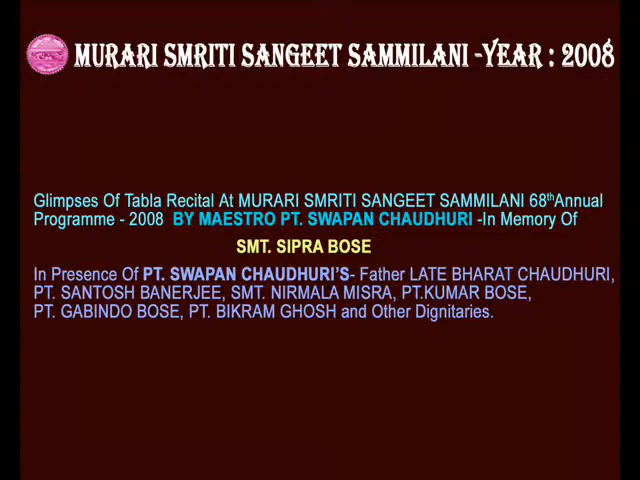 MURARI SMRITI SANGEET SAMMILANI -YEAR : 2008
Glimpses Of Tabla Recital At MURARI SMRITI SANGEET SAMMILANI 68thAnnual
Programme - 2008 BY MAESTRO PT. SWAPAN CHAUDHURI -In Memory Of
SMT. SIPRA BOSE
In Presence Of PT. SWAPAN CHAUDHURI'S- Father LATE BHARAT CHAUDHURI,
PT. SANTOSH BANERJEE, SMT. NIRMALA MISRA, PT.KUMAR BOSE,
PT. GABINDO BOSE, PT. BIKRAM GHOSH and Other Dignitaries.